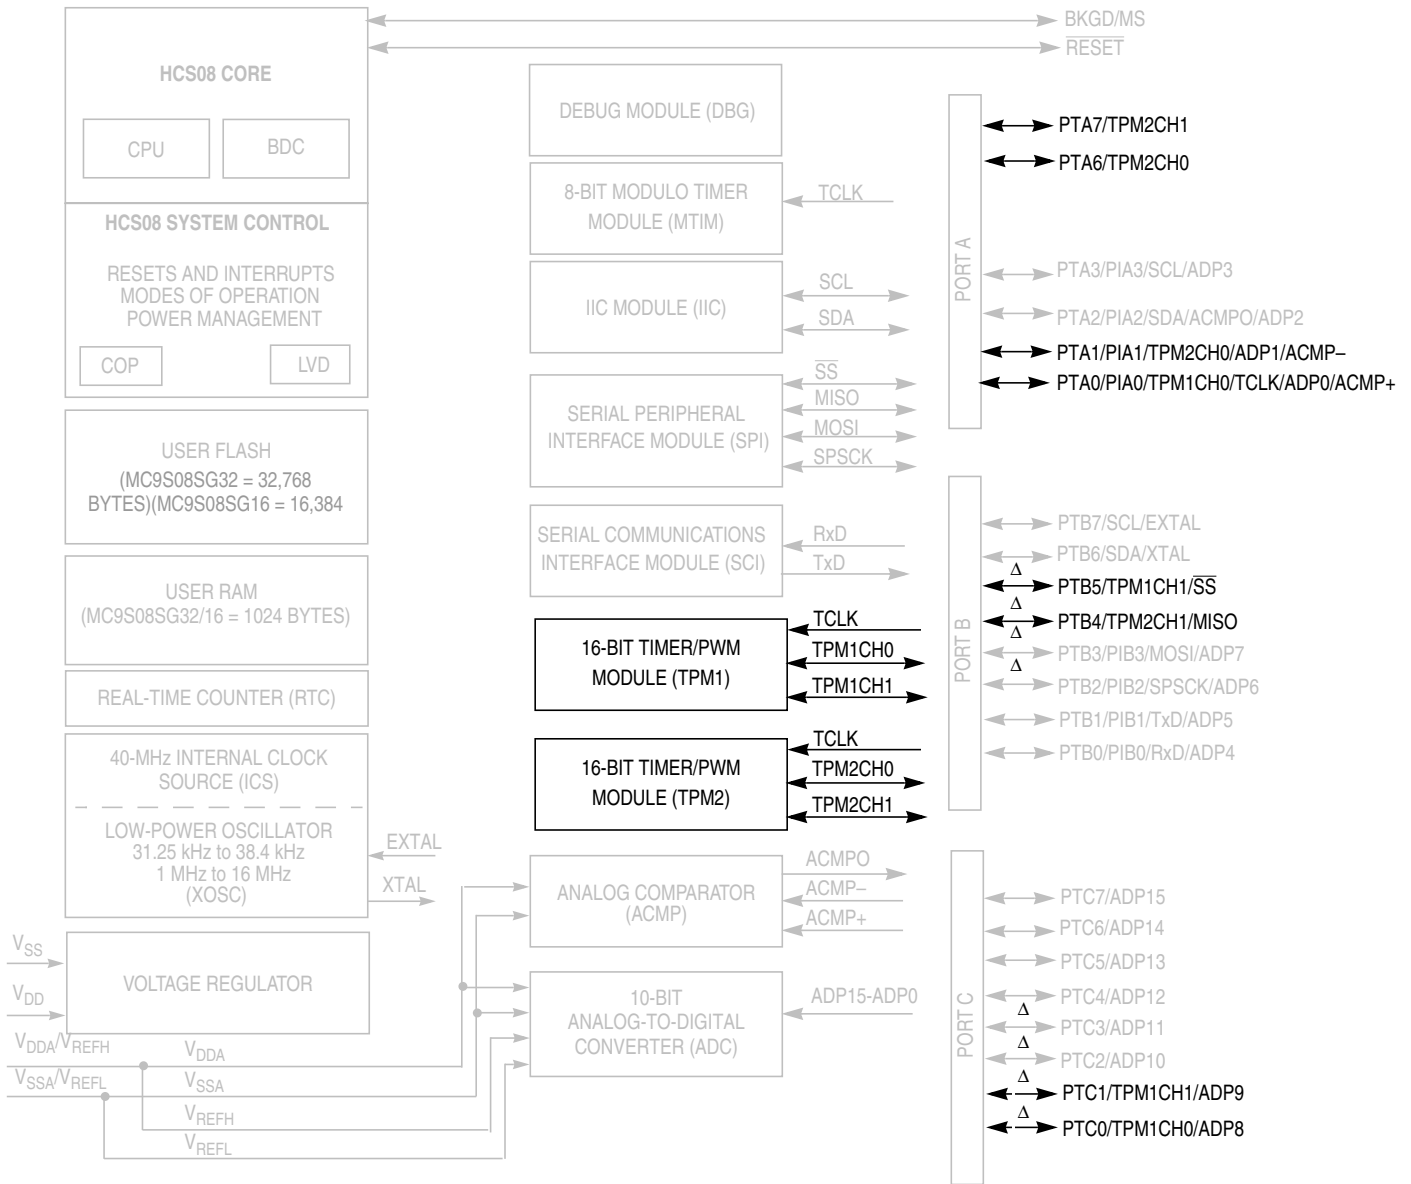 HCS08 CORE
CPU
BDC
HCS08 SYSTEM CONTROL
RESETS AND INTERRUPTS
MODES OF OPERATION
POWER MANAGEMENT
COP
LVD
USER FLASH
(MC9S08SG32 = 32,768
BYTES)(MC9S08SG16 = 16,384
USER RAM
(MC9S08SG32/16 = 1024 BYTES)
REAL-TIME COUNTER (RTC)
40-MHz INTERNAL CLOCK
SOURCE (ICS)
LOW-POWER OSCILLATOR
31.25 kHz to 38.4 kHz
1 MHz to 16 MHz
(XOSC)
EXTAL
XTAL
VSS
VDD
VOLTAGE REGULATOR
VDDA/VREFH
VSSA/VREFL
VDDA
VSSA
VREFH
VREFL
DEBUG MODULE (DBG)
8-BIT MODULO TIMER
MODULE (MTIM)
TCLK
IIC MODULE (IIC)
SCL
SDA
SERIAL PERIPHERAL
INTERFACE MODULE (SPI)
SS
MISO
MOSI
SPSCK
SERIAL COMMUNICATIONS
INTERFACE MODULE (SCI)
RxD
TxD
16-BIT TIMER/PWM
MODULE (TPM1)
TCLK
TPM1CH0
TPM1CH1
16-BIT TIMER/PWM
MODULE (TPM2)
TCLK
TPM2CH0
TPM2CH1
ANALOG COMPARATOR
(ACMP)
ACMPO
ACMP–
ACMP+
10-BIT
ANALOG-TO-DIGITAL
CONVERTER (ADC)
ADP15-ADP0
BKGD/MS
RESET
PORT A
PTA7/TPM2CH1
PTA6/TPM2CH0
PTA3/PIA3/SCL/ADP3
PTA2/PIA2/SDA/ACMPO/ADP2
PTA1/PIA1/TPM2CH0/ADP1/ACMP–
PTA0/PIA0/TPM1CH0/TCLK/ADP0/ACMP+
PORT B
PTB7/SCL/EXTAL
PTB6/SDA/XTAL
Δ
PTB5/TPM1CH1/SS
Δ
PTB4/TPM2CH1/MISO
Δ
PTB3/PIB3/MOSI/ADP7
Δ
PTB2/PIB2/SPSCK/ADP6
PTB1/PIB1/TxD/ADP5
PTB0/PIB0/RxD/ADP4
PORT C
PTC7/ADP15
PTC6/ADP14
PTC5/ADP13
PTC4/ADP12
Δ
PTC3/ADP11
Δ
PTC2/ADP10
Δ
PTC1/TPM1CH1/ADP9
Δ
PTC0/TPM1CH0/ADP8